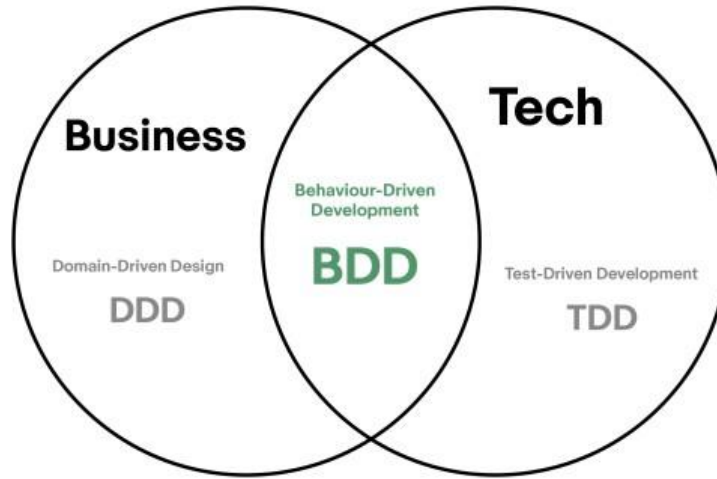 Business
Tech
Behaviour-Driven
Development
BDD
Domain-Driven Design
DDD
Test-Driven Development
TDD